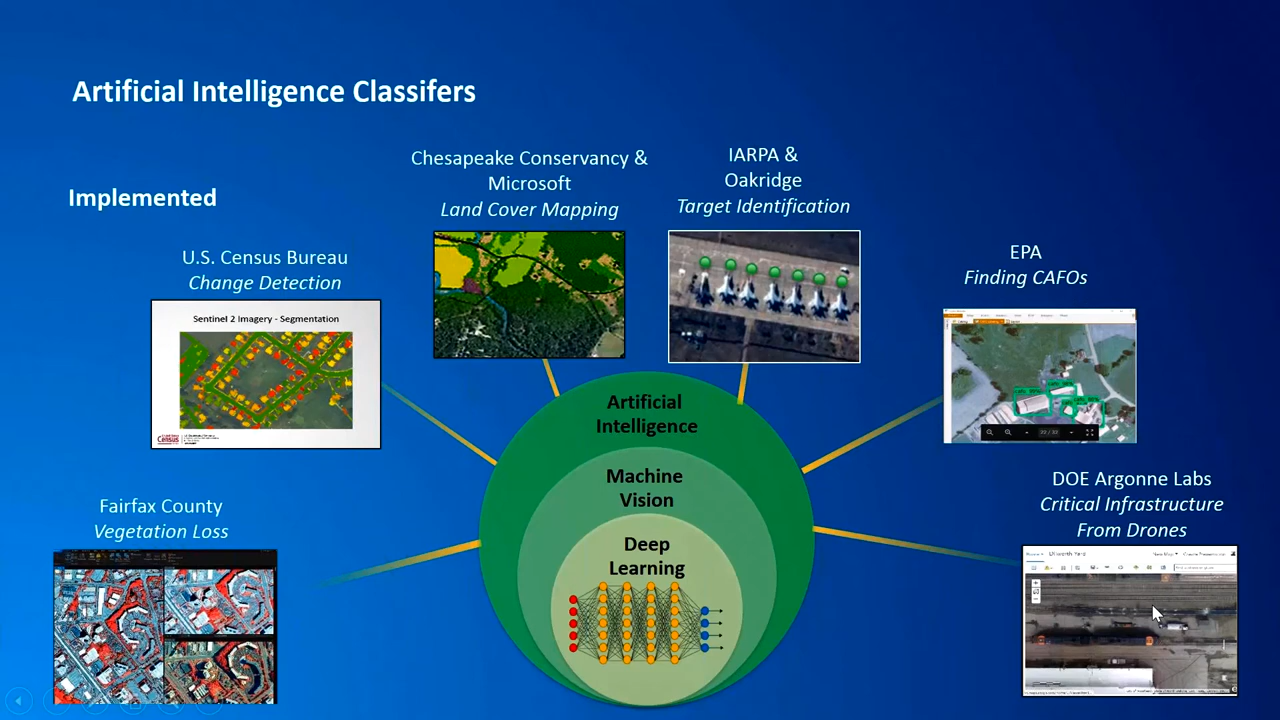 Artificial Intelligence Classifers
Implemented
Chesapeake Conservancy &
Microsoft
Land Cover Mapping
IARPA &
Oakridge
Target Identification
U.S. Census Bureau
Change Detection
Sentinel 2 Imagery - Segmentation
Census
EPA
Finding CAFOs
Artificial
Intelligence
Machine
Vision
Deep
Learning
Fairfax County
Vegetation Loss
DOE Argonne Labs
Critical Infrastructure
From Drones